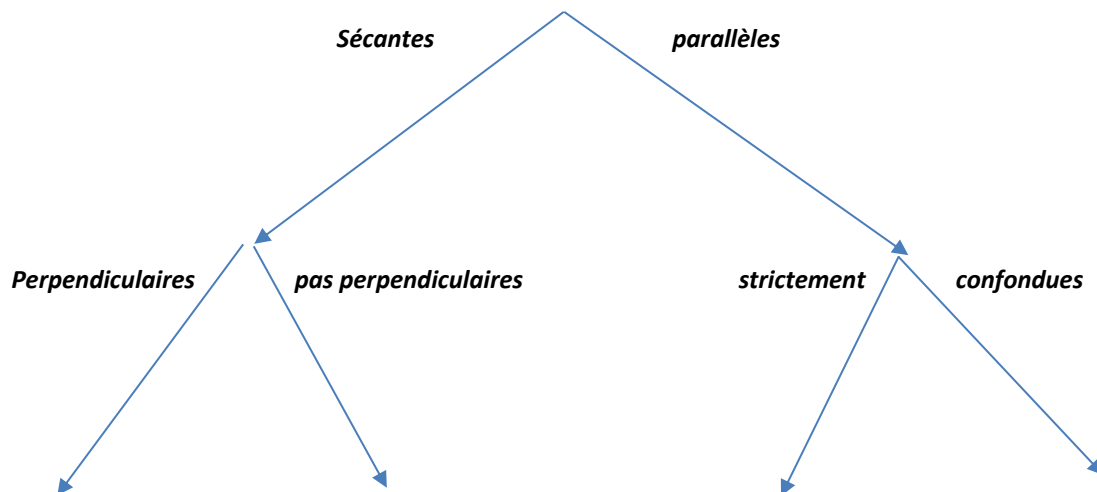 Sécantes parallèles
Perpendiculaires pas perpendiculaires strictement confondues